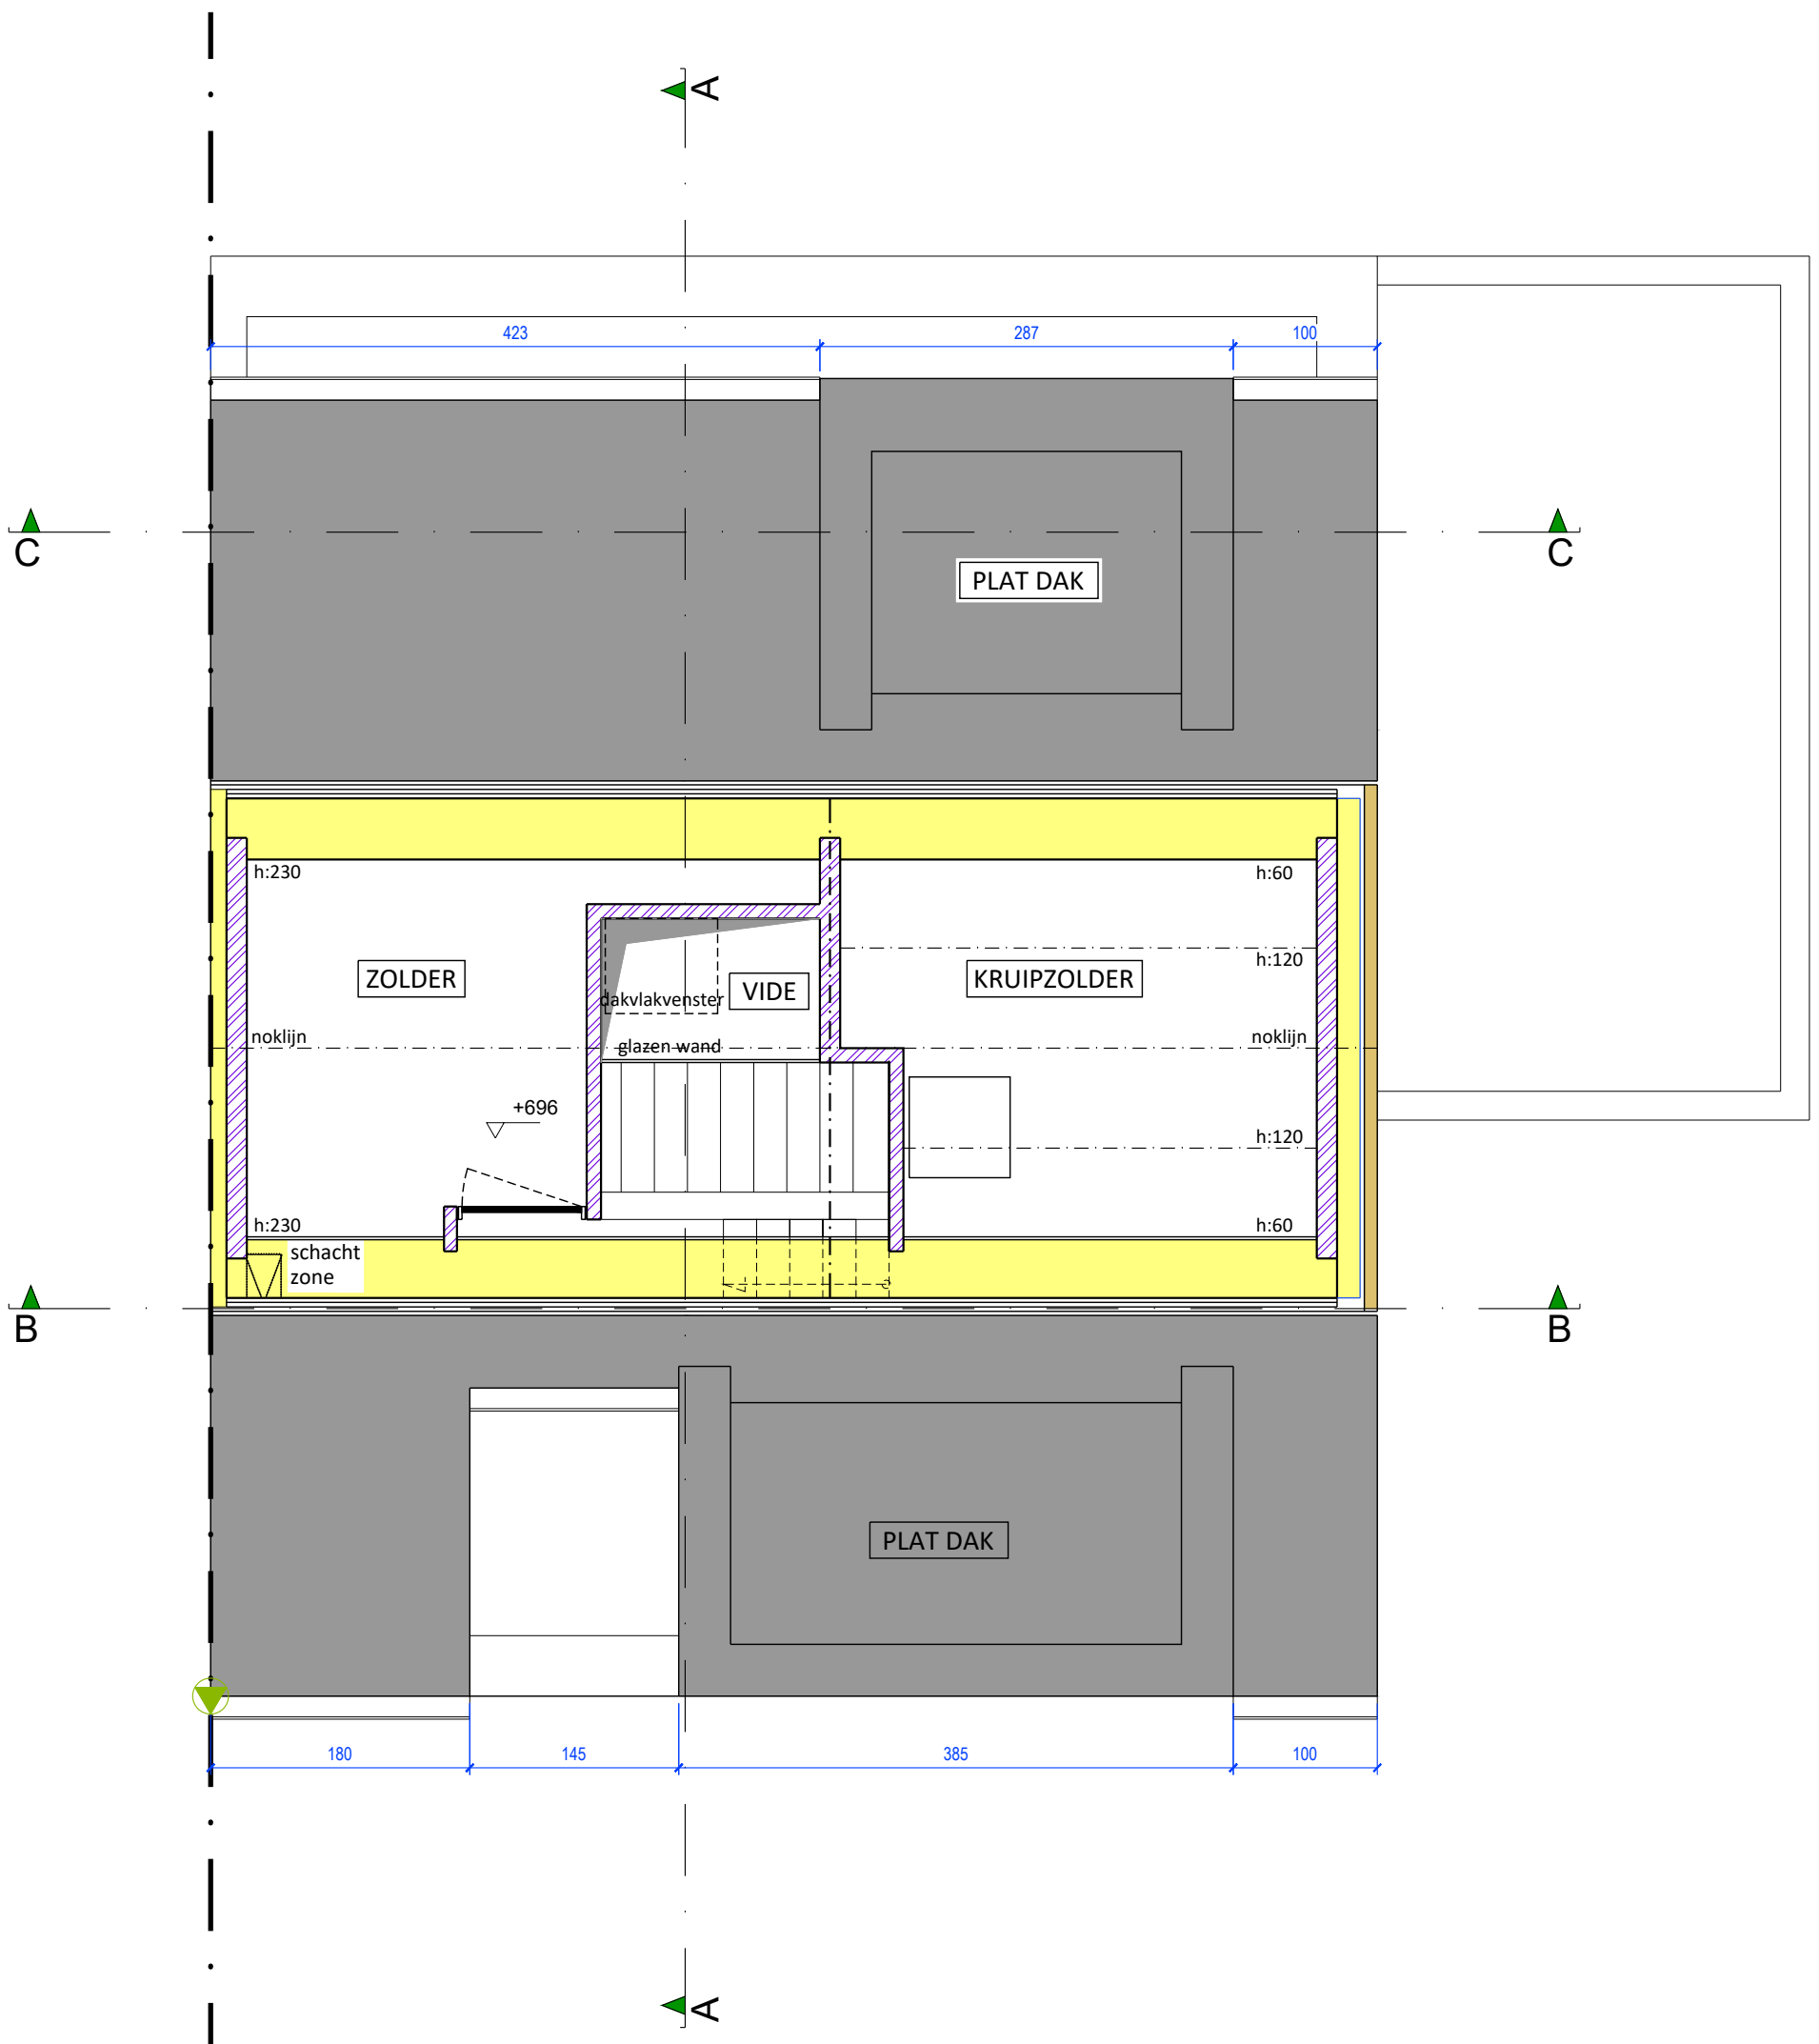 A
423
287
100
C
C
PLAT DAK
h:230
h:60
ZOLDER
VIDE
KRUIPZOLDER
h:120
dakvlakvenster
noklijn
glazen wand
noklijn
+696
h:120
h:230
h:60
schacht
zone
B
B
PLAT DAK
180
145
385
100
A